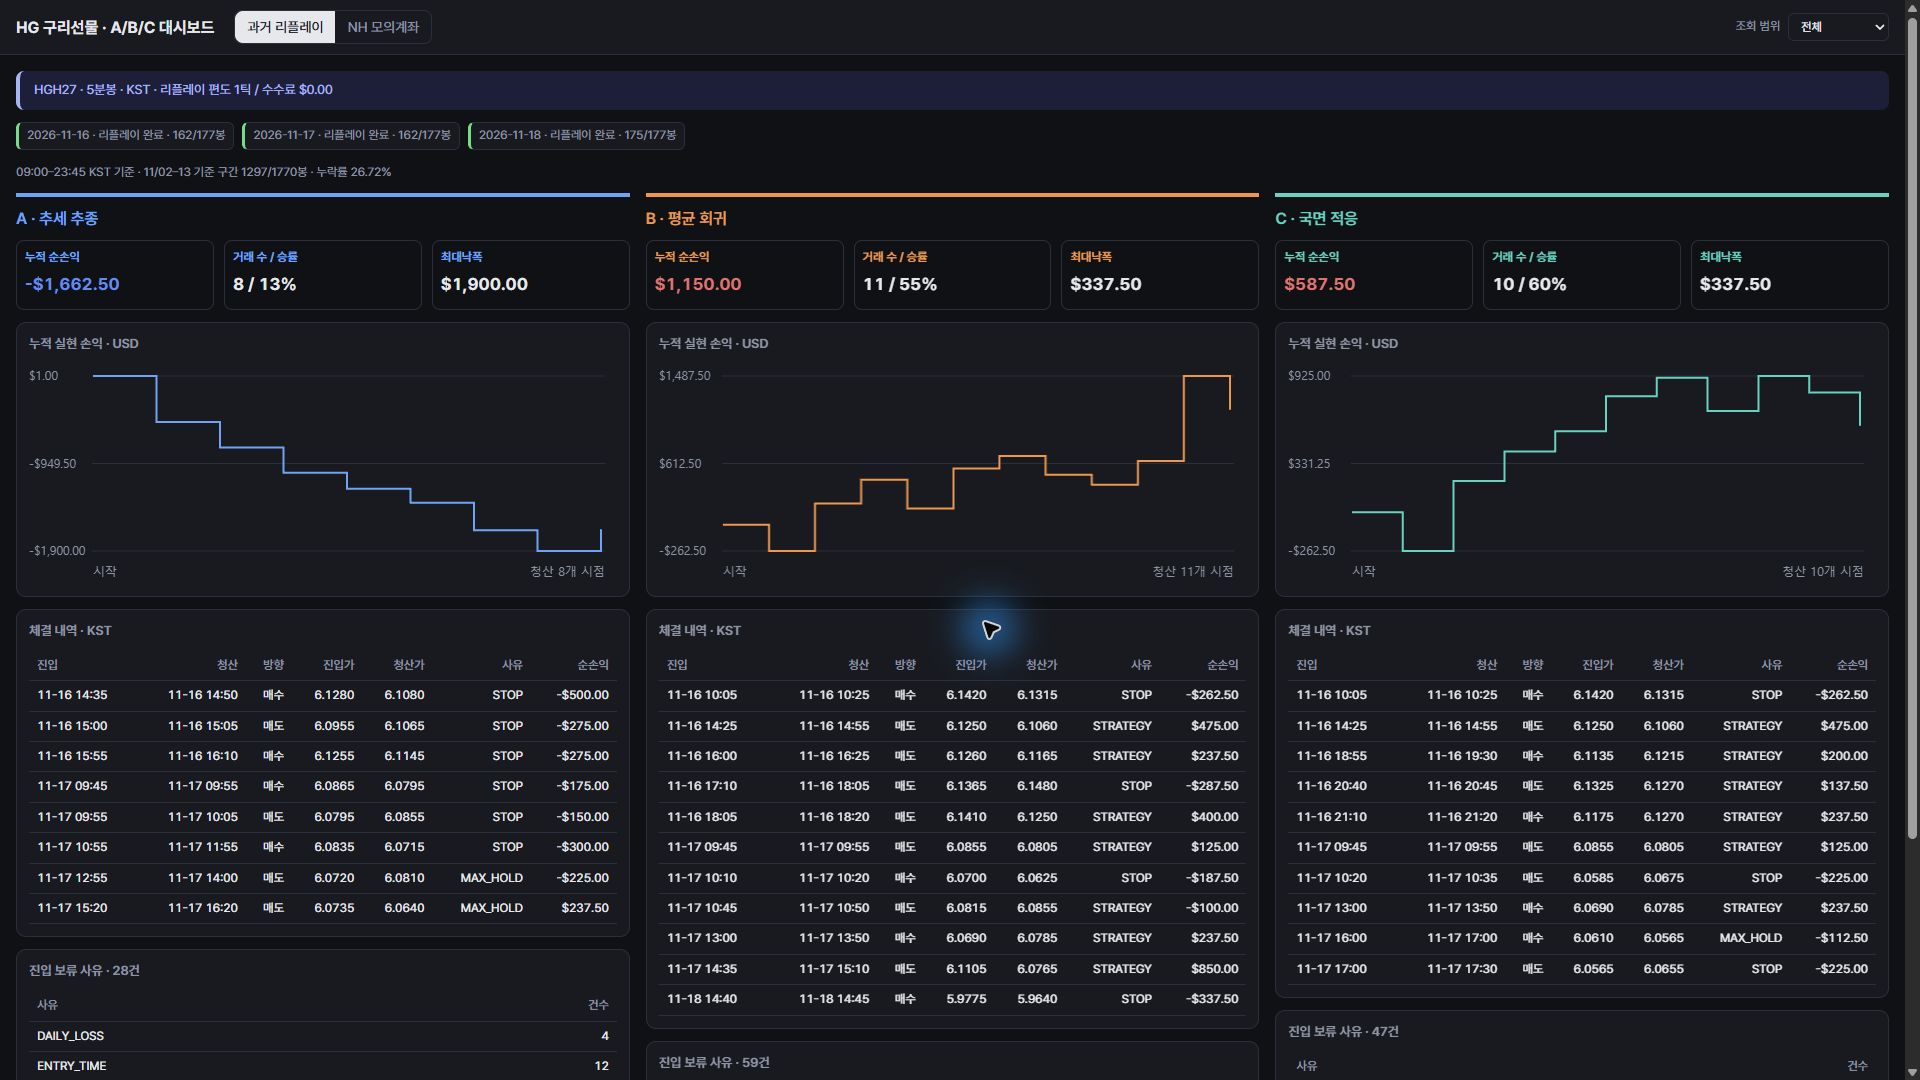 HG 구리선물 · A/B/C 대시보드
과거 리플레이
NH 모의계좌
조회 범위
전체
HGH27 · 5분봉 · KST · 리플레이 편도 1틱 / 수수료 $0.00
2026-11-16 · 리플레이 완료 · 162/177봉
2026-11-17 · 리플레이 완료 · 162/177봉
2026-11-18 · 리플레이 완료 · 175/177봉
09:00–23:45 KST 기준 · 11/02–13 기준 구간 1297/1770봉 · 누락률 26.72%
A · 추세 추종
누적 순손익
-$1,662.50
거래 수 / 승률
8 / 13%
최대낙폭
$1,900.00
누적 실현 손익 · USD
$1.00
-$949.50
-$1,900.00
시작
청산 8개 시점
체결 내역 · KST
진입 청산 방향 진입가 청산가 사유 순손익
11-16 14:35 11-16 14:50 매수 6.1280 6.1080 STOP -$500.00
11-16 15:00 11-16 15:05 매도 6.0955 6.1065 STOP -$275.00
11-16 15:55 11-16 16:10 매수 6.1255 6.1145 STOP -$275.00
11-17 09:45 11-17 09:55 매수 6.0865 6.0795 STOP -$175.00
11-17 09:55 11-17 10:05 매도 6.0795 6.0855 STOP -$150.00
11-17 10:55 11-17 11:55 매수 6.0835 6.0715 STOP -$300.00
11-17 12:55 11-17 14:00 매도 6.0720 6.0810 MAX_HOLD -$225.00
11-17 15:20 11-17 16:20 매도 6.0735 6.0640 MAX_HOLD $237.50
진입 보류 사유 · 28건
사유 건수
DAILY_LOSS 4
ENTRY_TIME 12
B · 평균 회귀
누적 순손익
$1,150.00
거래 수 / 승률
11 / 55%
최대낙폭
$337.50
누적 실현 손익 · USD
$1,487.50
$612.50
-$262.50
시작
청산 11개 시점
체결 내역 · KST
진입 청산 방향 진입가 청산가 사유 순손익
11-16 10:05 11-16 10:25 매수 6.1420 6.1315 STOP -$262.50
11-16 14:25 11-16 14:55 매도 6.1250 6.1060 STRATEGY $475.00
11-16 16:00 11-16 16:25 매도 6.1260 6.1165 STRATEGY $237.50
11-16 17:10 11-16 18:05 매도 6.1365 6.1480 STOP -$287.50
11-16 18:05 11-16 18:20 매도 6.1410 6.1250 STRATEGY $400.00
11-17 09:45 11-17 09:55 매도 6.0855 6.0805 STRATEGY $125.00
11-17 10:10 11-17 10:20 매수 6.0700 6.0625 STOP -$187.50
11-17 10:45 11-17 10:50 매도 6.0815 6.0855 STRATEGY -$100.00
11-17 13:00 11-17 13:50 매수 6.0690 6.0785 STRATEGY $237.50
11-17 14:35 11-17 15:10 매도 6.1105 6.0765 STRATEGY $850.00
11-18 14:40 11-18 14:45 매수 5.9775 5.9640 STOP -$337.50
진입 보류 사유 · 59건
C · 국면 적응
누적 순손익
$587.50
거래 수 / 승률
10 / 60%
최대낙폭
$337.50
누적 실현 손익 · USD
$925.00
$331.25
-$262.50
시작
청산 10개 시점
체결 내역 · KST
진입 청산 방향 진입가 청산가 사유 순손익
11-16 10:05 11-16 10:25 매수 6.1420 6.1315 STOP -$262.50
11-16 14:25 11-16 14:55 매도 6.1250 6.1060 STRATEGY $475.00
11-16 18:55 11-16 19:30 매수 6.1135 6.1215 STRATEGY $200.00
11-16 20:40 11-16 20:45 매도 6.1325 6.1270 STRATEGY $137.50
11-16 21:10 11-16 21:20 매수 6.1175 6.1270 STRATEGY $237.50
11-17 09:45 11-17 09:55 매도 6.0855 6.0805 STRATEGY $125.00
11-17 10:20 11-17 10:35 매도 6.0585 6.0675 STOP -$225.00
11-17 13:00 11-17 13:50 매수 6.0690 6.0785 STRATEGY $237.50
11-17 16:00 11-17 17:00 매수 6.0610 6.0565 MAX_HOLD -$112.50
11-17 17:00 11-17 17:30 매도 6.0565 6.0655 STOP -$225.00
진입 보류 사유 · 47건
사유 건수